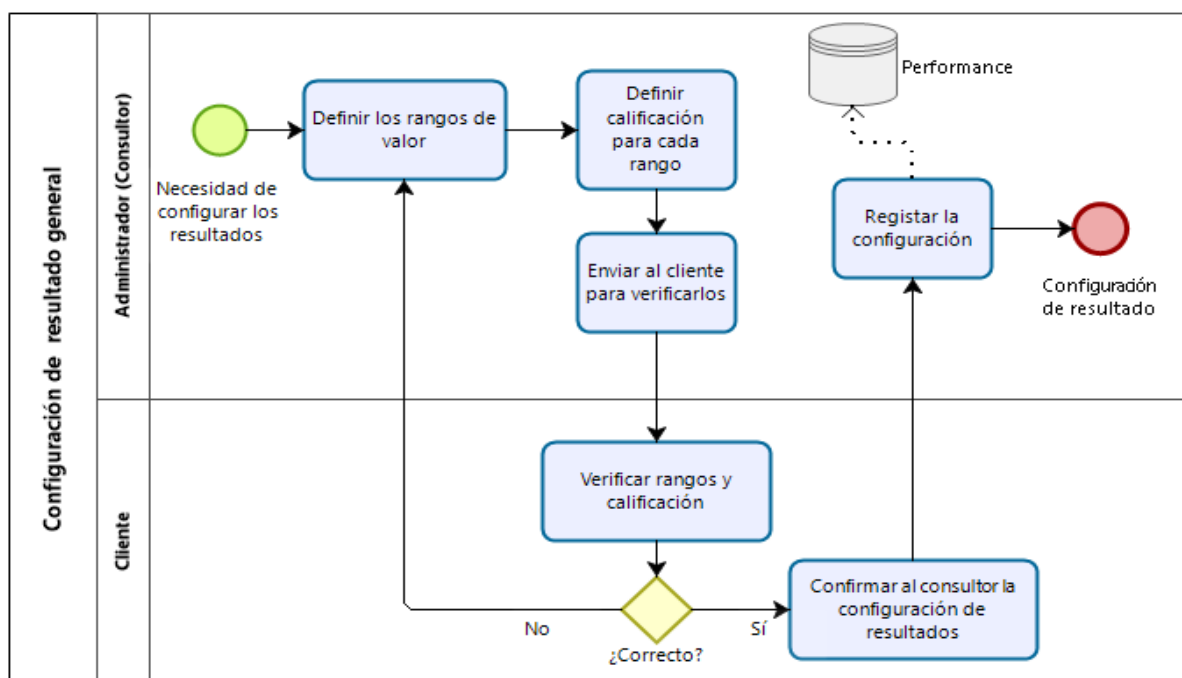 Configuración de resultado general
Administrador (Consultor)
Necesidad de
configurar los
resultados
Definir los rangos de
valor
Definir
calificación
para cada
rango
Enviar al cliente
para verificarlos
Performance
Registar la
configuración
Configuración
de resultado
Cliente
Verificar rangos y
calificación
¿Correcto?
No
Sí
Confirmar al consultor la
configuración de
resultados